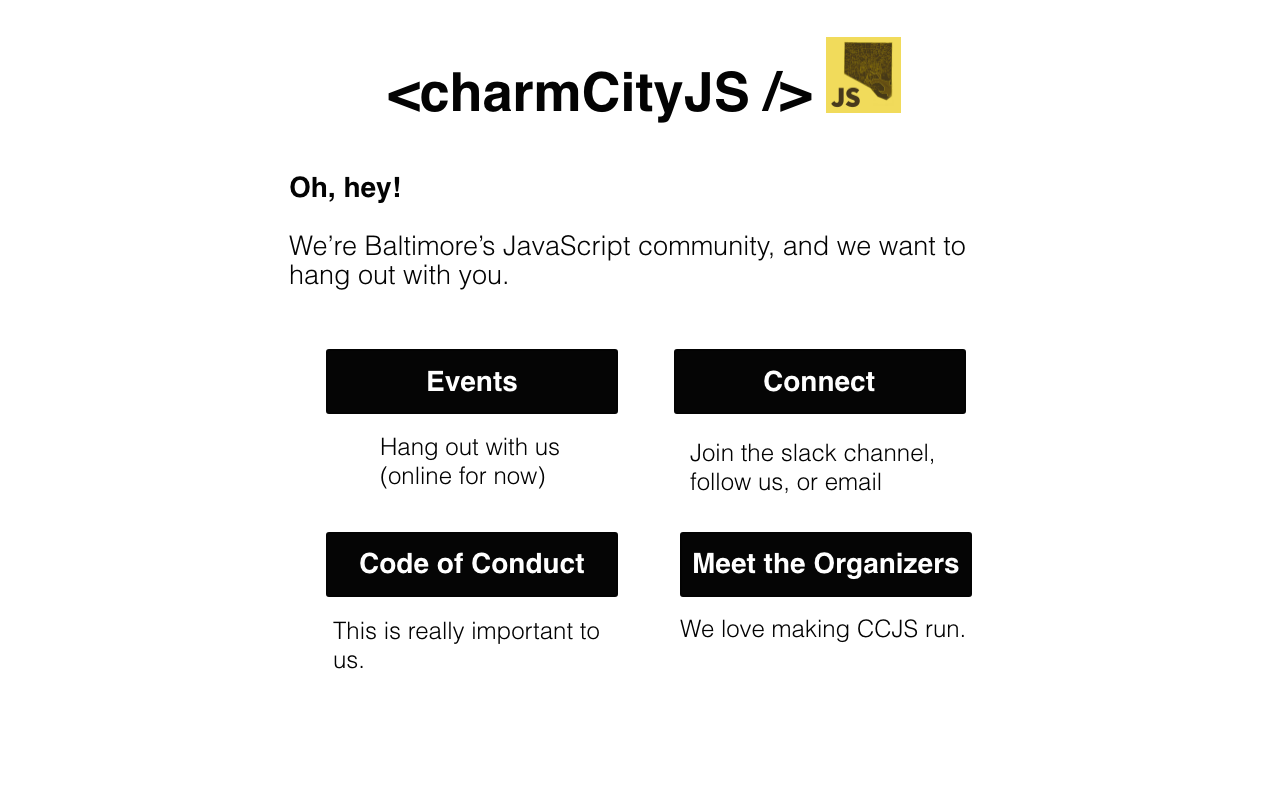 <charmCityJS />
JS
Oh, hey!
We’re Baltimore’s JavaScript community, and we want to
hang out with you.
Events
Connect
Hang out with us
(online for now)
Join the slack channel,
follow us, or email
Code of Conduct
Meet the Organizers
This is really important to
us.
We love making CCJS run.